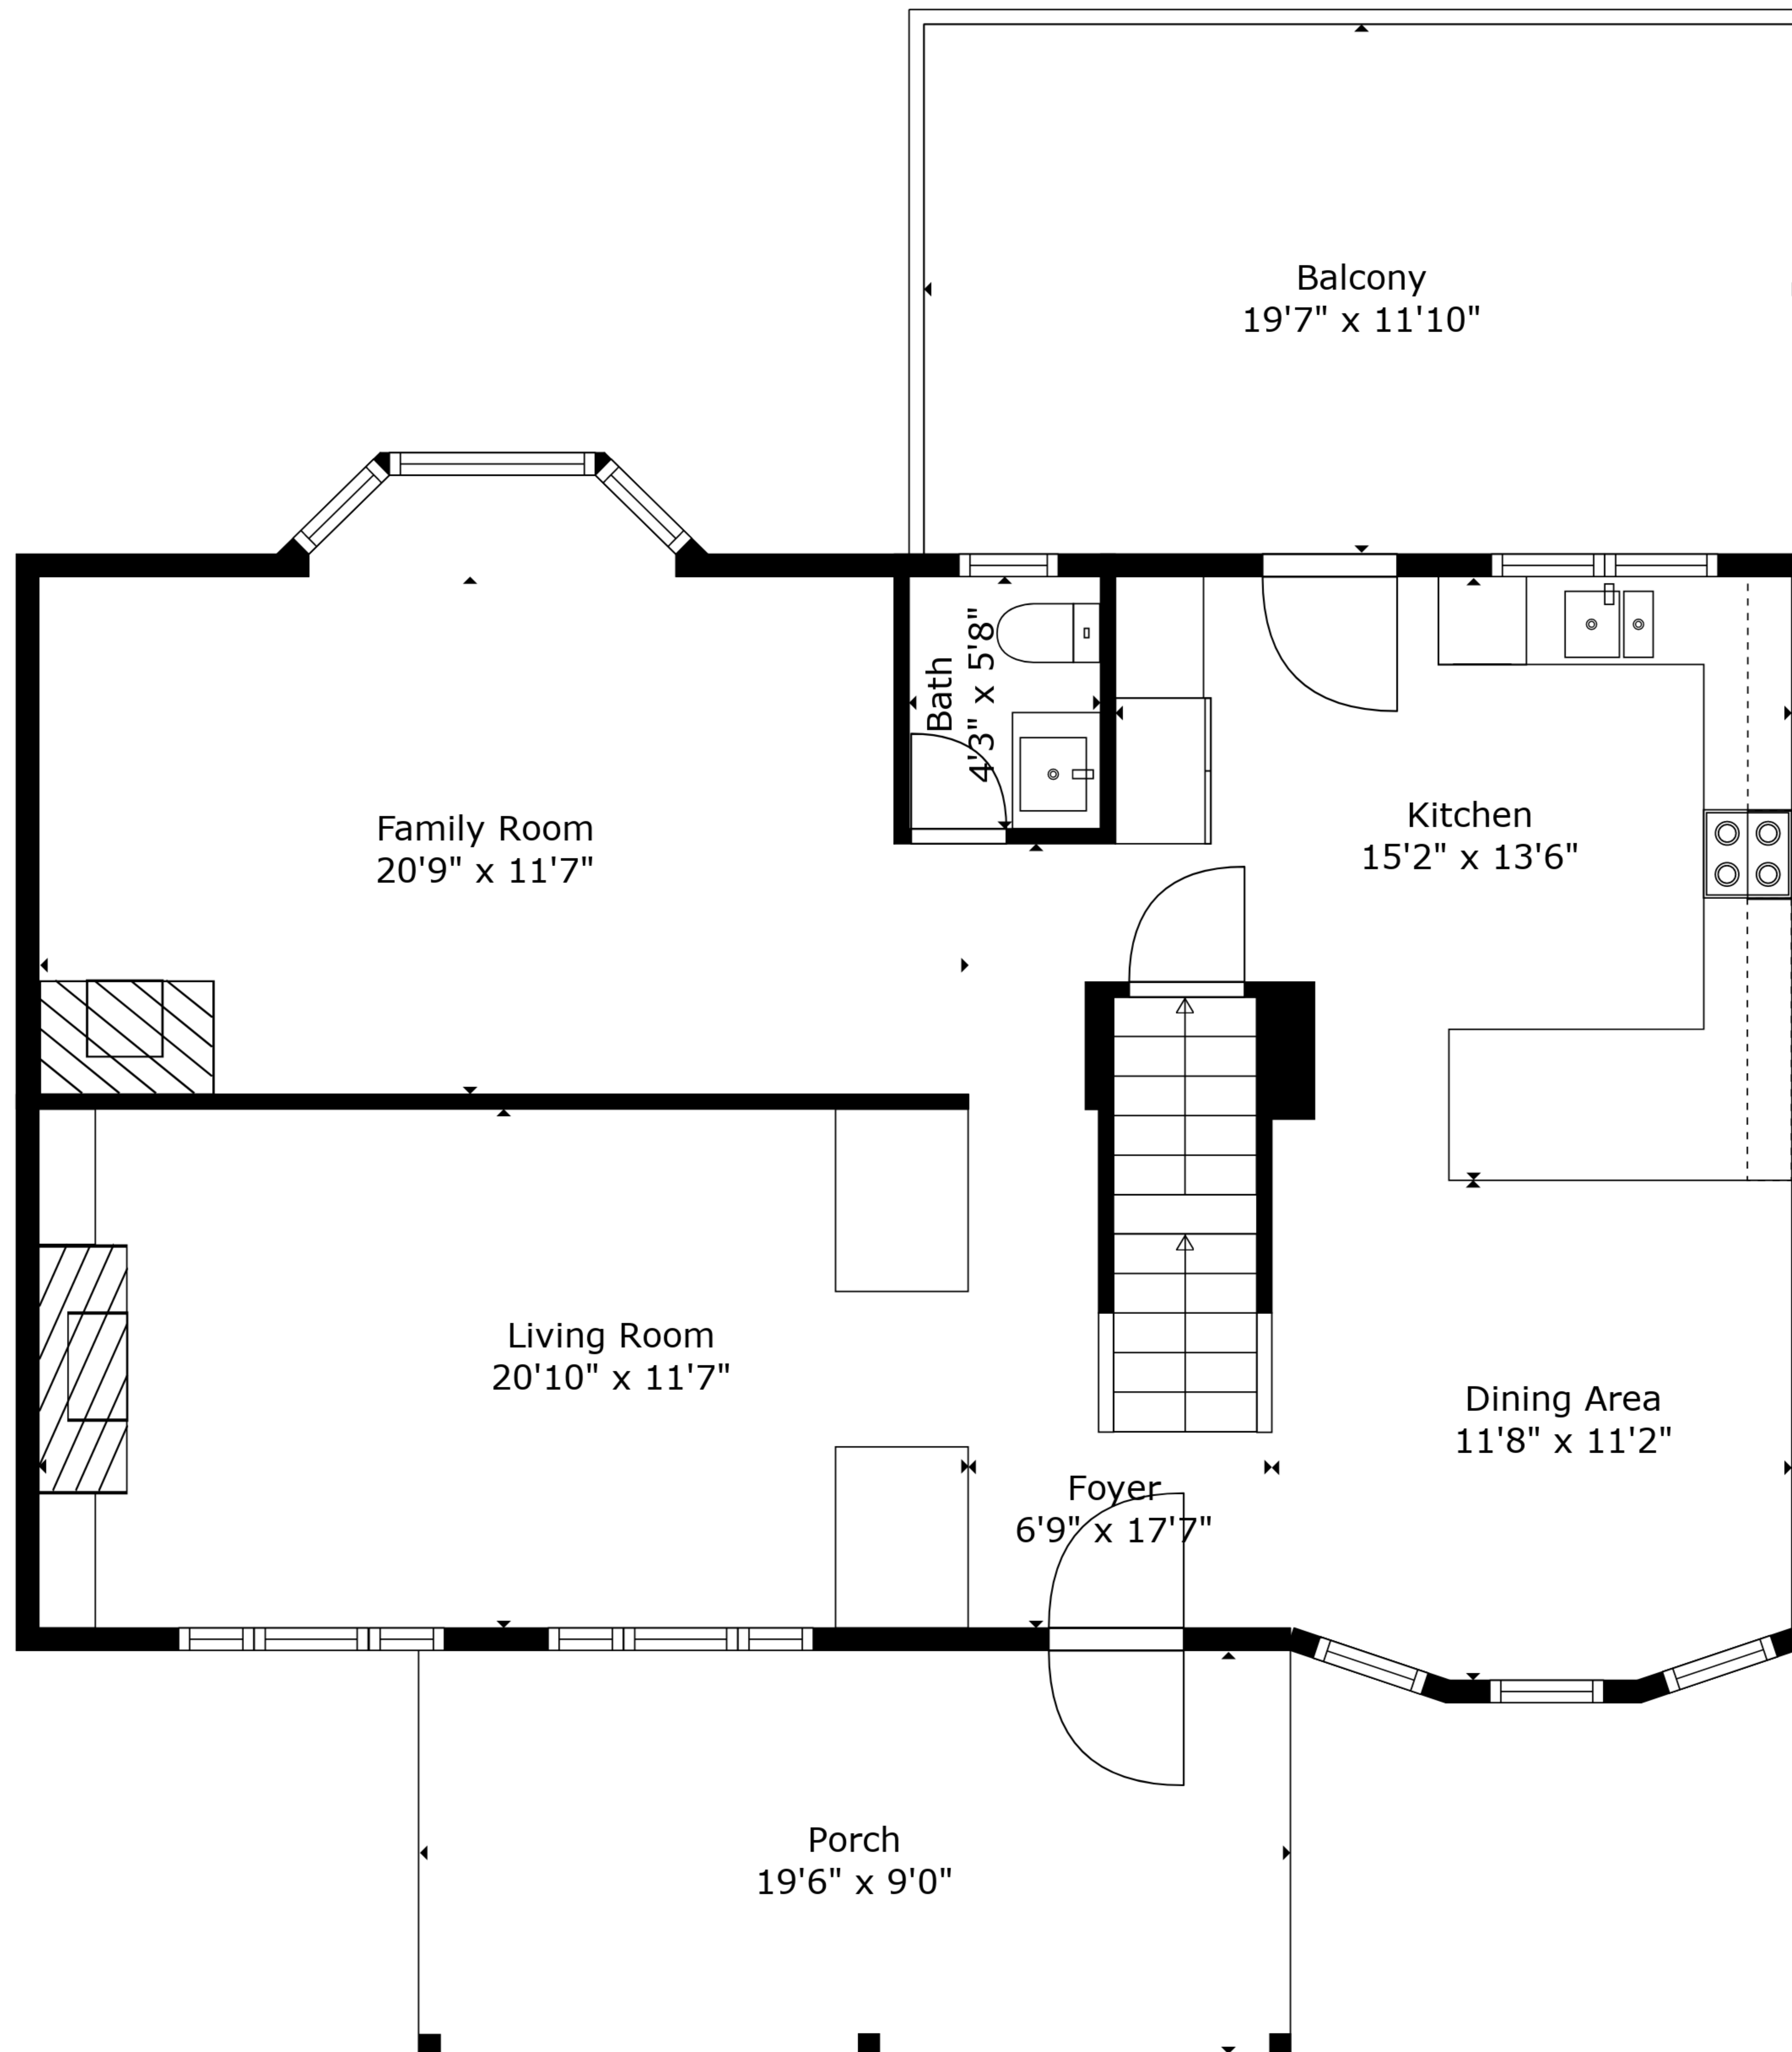 Balcony
19'7" x 11'10"
Bath
4'3" x 5'8"
Family Room
20'9" x 11'7"
Kitchen
15'2" x 13'6"
Living Room
20'10" x 11'7"
Dining Area
11'8" x 11'2"
Foyer
6'9" x 17'7"
Porch
19'6" x 9'0"